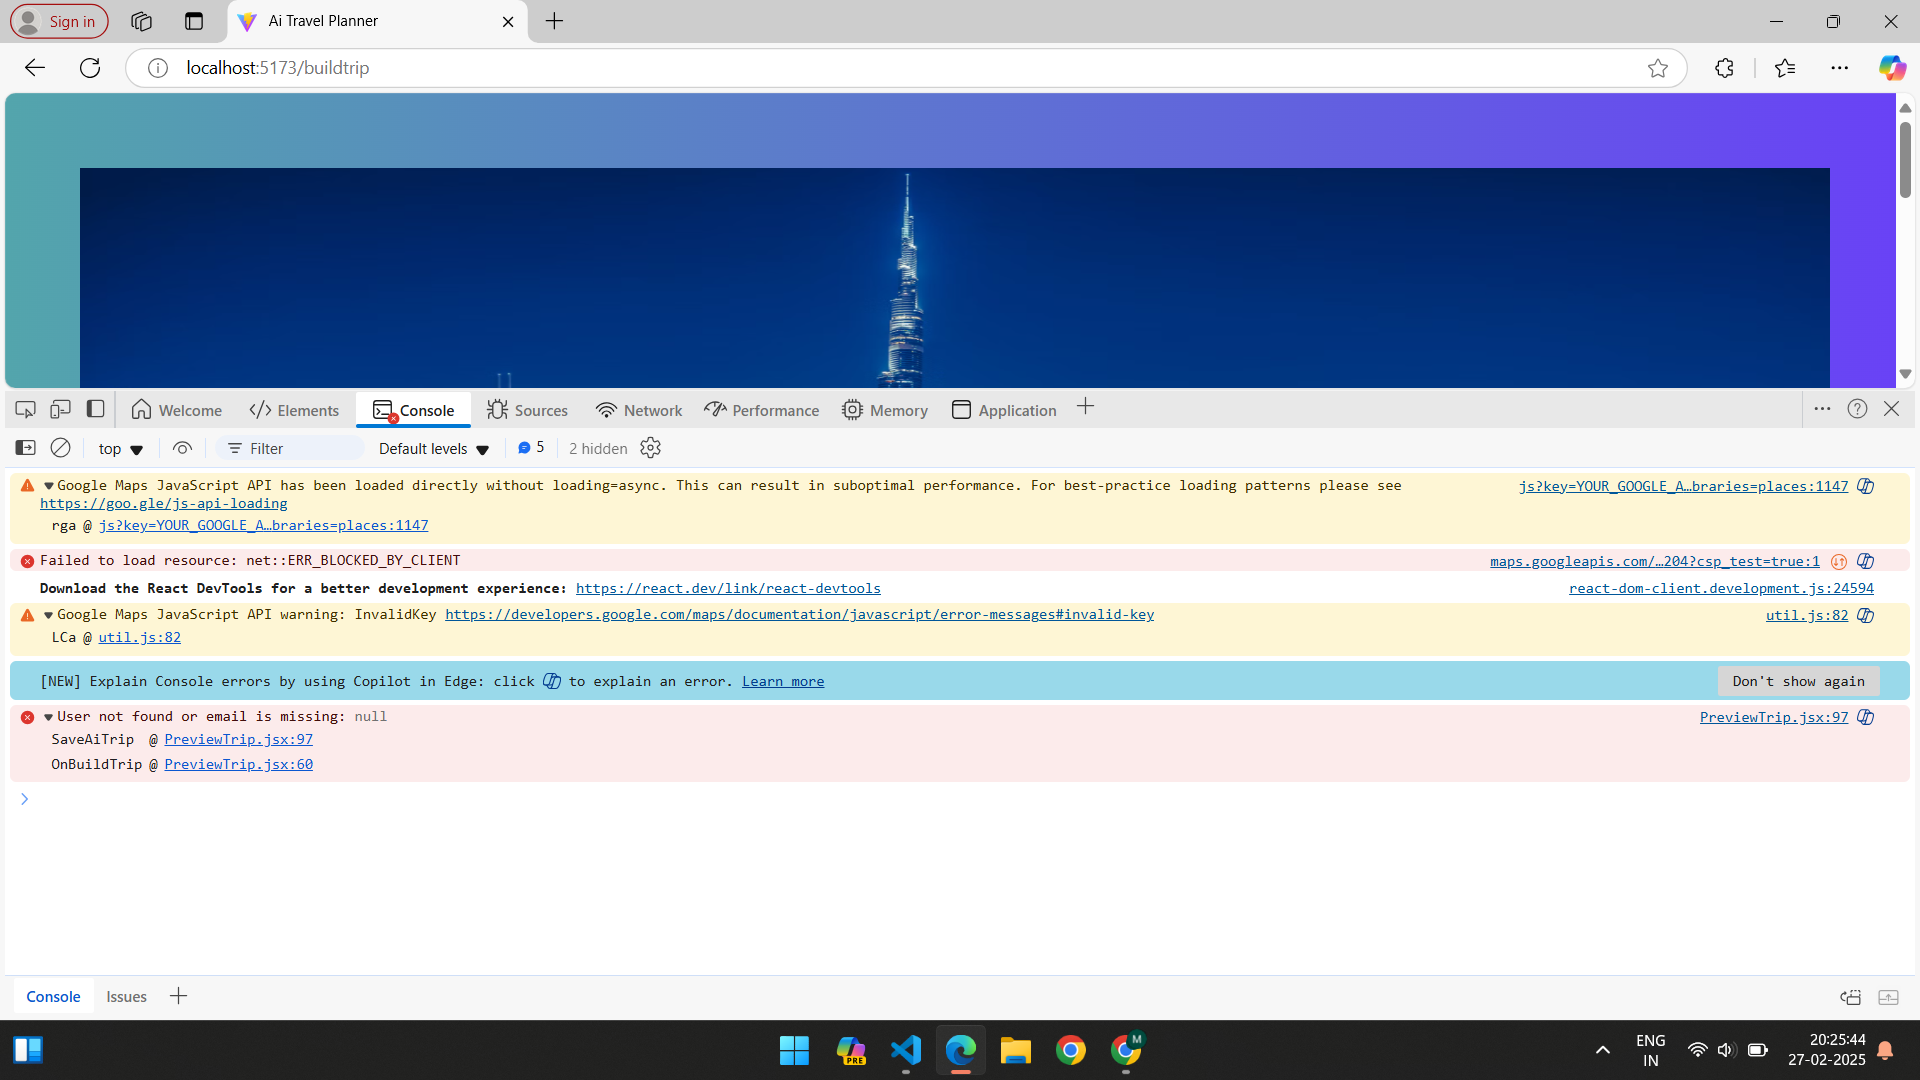 Sign in
Ai Travel Planner
localhost:5173/buildtrip
Welcome
Elements
Console
Sources
Network
Performance
Memory
Application
top
Filter
Default levels
5
2 hidden
Google Maps JavaScript API has been loaded directly without loading=async. This can result in suboptimal performance. For best-practice loading patterns please see
js?key=YOUR_GOOGLE_A…braries=places:1147
https://goo.gle/js-api-loading
rga @ js?key=YOUR_GOOGLE_A…braries=places:1147
Failed to load resource: net::ERR_BLOCKED_BY_CLIENT
maps.googleapis.com/…204?csp_test=true:1
Download the React DevTools for a better development experience: https://react.dev/link/react-devtools
react-dom-client.development.js:24594
Google Maps JavaScript API warning: InvalidKey https://developers.google.com/maps/documentation/javascript/error-messages#invalid-key
util.js:82
LCa @ util.js:82
[NEW] Explain Console errors by using Copilot in Edge: click to explain an error. Learn more
Don't show again
User not found or email is missing: null
PreviewTrip.jsx:97
SaveAiTrip @ PreviewTrip.jsx:97
OnBuildTrip @ PreviewTrip.jsx:60
Console
Issues
PRE
M
ENG
IN
20:25:44
27-02-2025